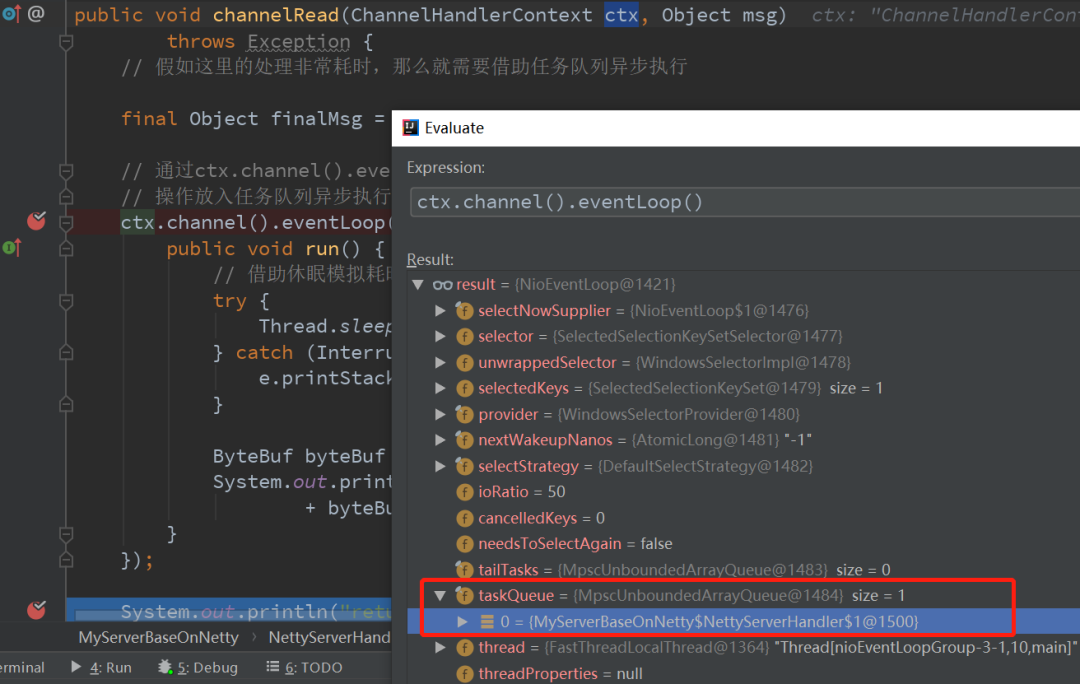 public void channelRead(ChannelHandlerContext ctx, Object msg) ctx: "ChannelHandlerCon
throws Exception {
// 假如这里的处理非常耗时，那么就需要借助任务队列异步执行
final Object finalMsg =
// 通过ctx.channel().eve
// 操作放入任务队列异步执行
ctx.channel().eventLoop(
public void run() {
// 借助休眠模拟耗时
try {
Thread.sleep
} catch (Interru
e.printStack
}
ByteBuf byteBuf
System.out.print
+ byteBu
}
});
System.out.println("retu
MyServerBaseOnNetty > NettyServerHand
erminal
4: Run
5: Debug
6: TODO
Evaluate
Expression:
ctx.channel().eventLoop()
Result:
result = {NioEventLoop@1421}
selectNowSupplier = {NioEventLoop$1@1476}
selector = {SelectedSelectionKeySetSelector@1477}
unwrappedSelector = {WindowsSelectorImpl@1478}
selectedKeys = {SelectedSelectionKeySet@1479} size = 1
provider = {WindowsSelectorProvider@1480}
nextWakeupNanos = {AtomicLong@1481} "-1"
selectStrategy = {DefaultSelectStrategy@1482}
ioRatio = 50
cancelledKeys = 0
needsToSelectAgain = false
tailTasks = {MpscUnboundedArrayQueue@1483} size = 0
taskQueue = {MpscUnboundedArrayQueue@1484} size = 1
0 = {MyServerBaseOnNetty$NettyServerHandler$1@1500}
thread = {FastThreadLocalThread@1364} "Thread[nioEventLoopGroup-3-1,10,main]"
threadProperties = null